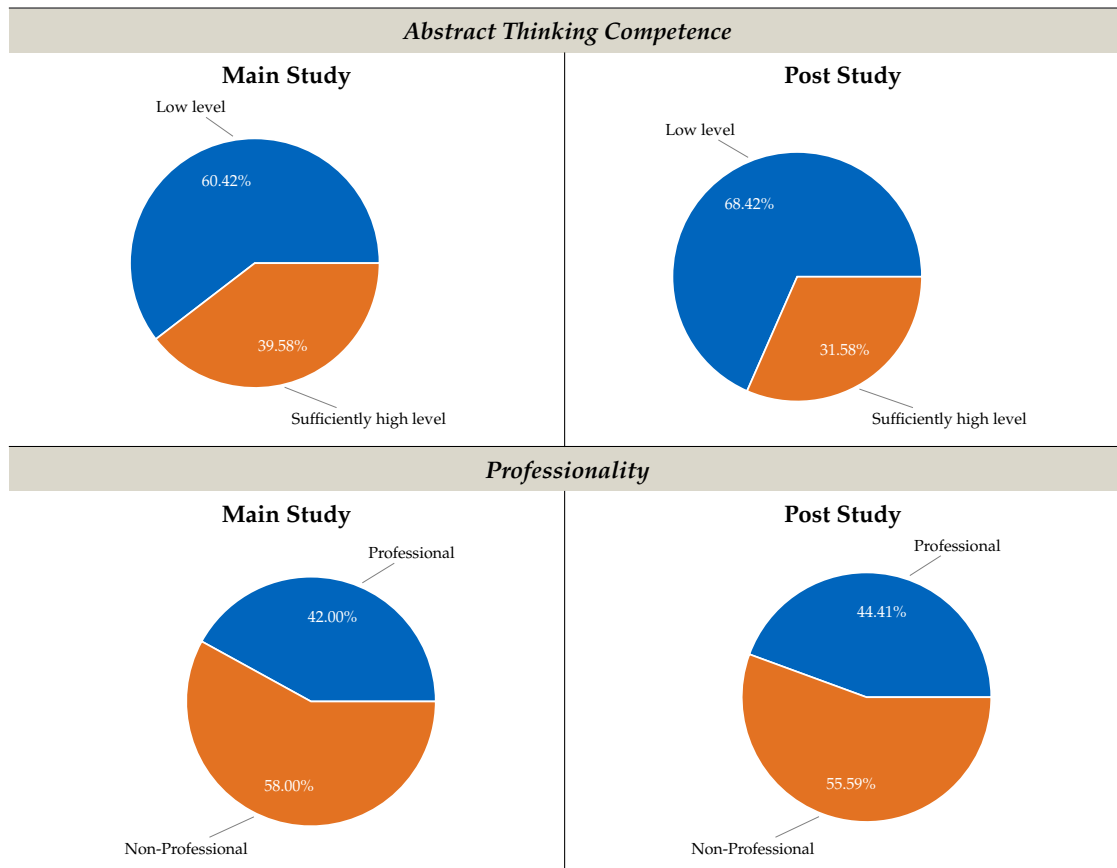 Abstract Thinking Competence
Main Study
Low level
60.42%
39.58%
Sufficiently high level
Post Study
Low level
68.42%
31.58%
Sufficiently high level
Professionality
Main Study
Professional
42.00%
58.00%
Non-Professional
Post Study
Professional
44.41%
55.59%
Non-Professional